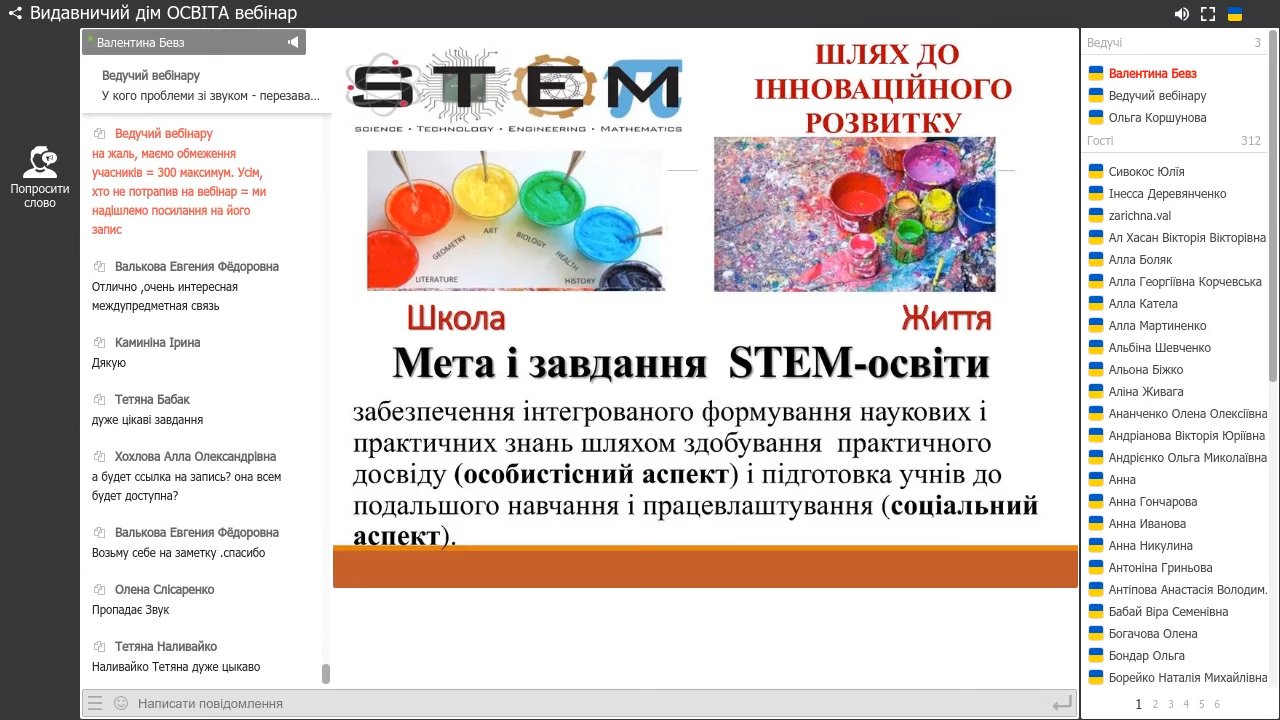 Видавничий дім ОСВІТА вебінар
Попросити
слово
Валентина Бевз
Ведучий вебінару
У кого проблеми зі звуком - перезава...
Ведучий вебінару
на жаль, маємо обмеження
учасників = 300 максимум. Усім,
хто не потрапив на вебінар = ми
надішлемо посилання на його
запис
Валькова Евгения Фёдоровна
Отлично ,очень интересная
междупредметная связь
Каминіна Ірина
Дякую
Тетяна Бабак
дуже цікаві завдання
Хохлова Алла Олександрівна
а будет ссылка на запись? она всем
будет доступна?
Валькова Евгения Фёдоровна
Возьму себе на заметку .спасибо
Олена Слісаренко
Пропадає Звук
Тетяна Наливайко
Наливайко Тетяна дуже цыкаво
Написати повідомлення
STEM
SCIENCE • TECHNOLOGY • ENGINEERING • MATHEMATICS
ШЛЯХ ДО
ІННОВАЦІЙНОГО
РОЗВИТКУ
LITERATURE
GEOMETRY
ART
BIOLOGY
HEALTH
HISTORY
Школа
Життя
Мета і завдання STEM-освіти
забезпечення інтегрованого формування наукових і
практичних знань шляхом здобування практичного
досвіду (особистісний аспект) і підготовка учнів до
подальшого навчання і працевлаштування (соціальний
аспект).
Ведучі 3
Валентина Бевз
Ведучий вебінару
Ольга Коршунова
Гості 312
Сивокос Юлїя
Інесса Деревянченко
zarichna.val
Ал Хасан Вікторія Вікторівна
Алла Боляк
Алла Георгіївна Корчевська
Алла Катела
Алла Мартиненко
Альбіна Шевченко
Альона Біжко
Аліна Живага
Ананченко Олена Олексіївна
Андріанова Вікторія Юріївна
Андрієнко Ольга Миколаївна
Анна
Анна Гончарова
Анна Иванова
Анна Никулина
Антоніна Гриньова
Антіпова Анастасія Володим.
Бабай Віра Семенівна
Богачова Олена
Бондар Ольга
Борейко Наталія Михайлівна
1 2 3 4 5 6